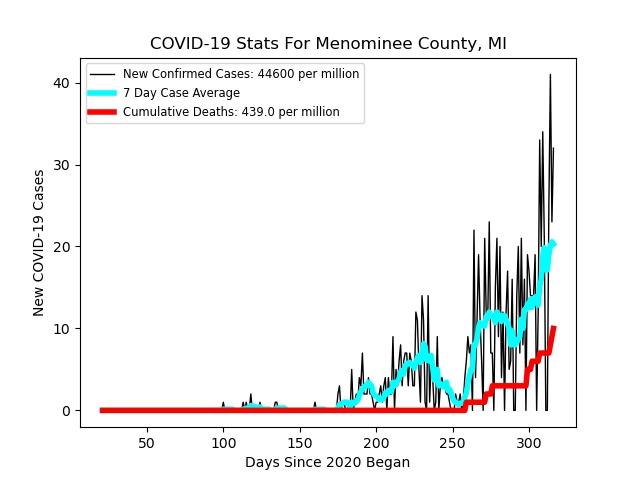 COVID-19 Stats For Menominee County, MI
New Confirmed Cases: 44600 per million
7 Day Case Average
Cumulative Deaths: 439.0 per million
New COVID-19 Cases
40
30
20
10
0
50 100 150 200 250 300
Days Since 2020 Began